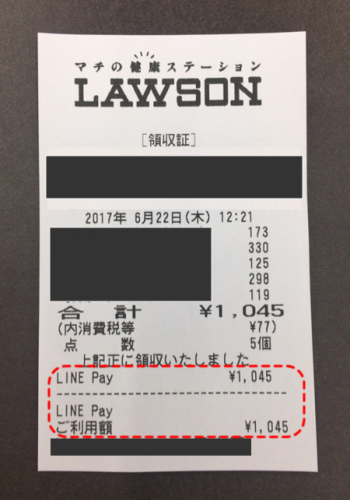 マチの健康ステーション
LAWSON
[領収証]
2017年 6月22日(木) 12:21
173
330
125
298
119
合計 ¥1,045
(内消費税等 ¥77)
点数 5個
上記正に領収いたしました
LINE Pay ¥1,045
LINE Pay
ご利用額 ¥1,045